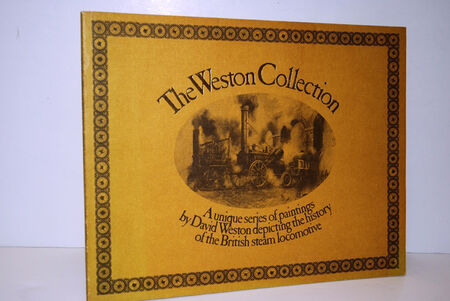 The Weston Collection
A unique series of paintings
by David Weston depicting the history
of the British steam locomotive